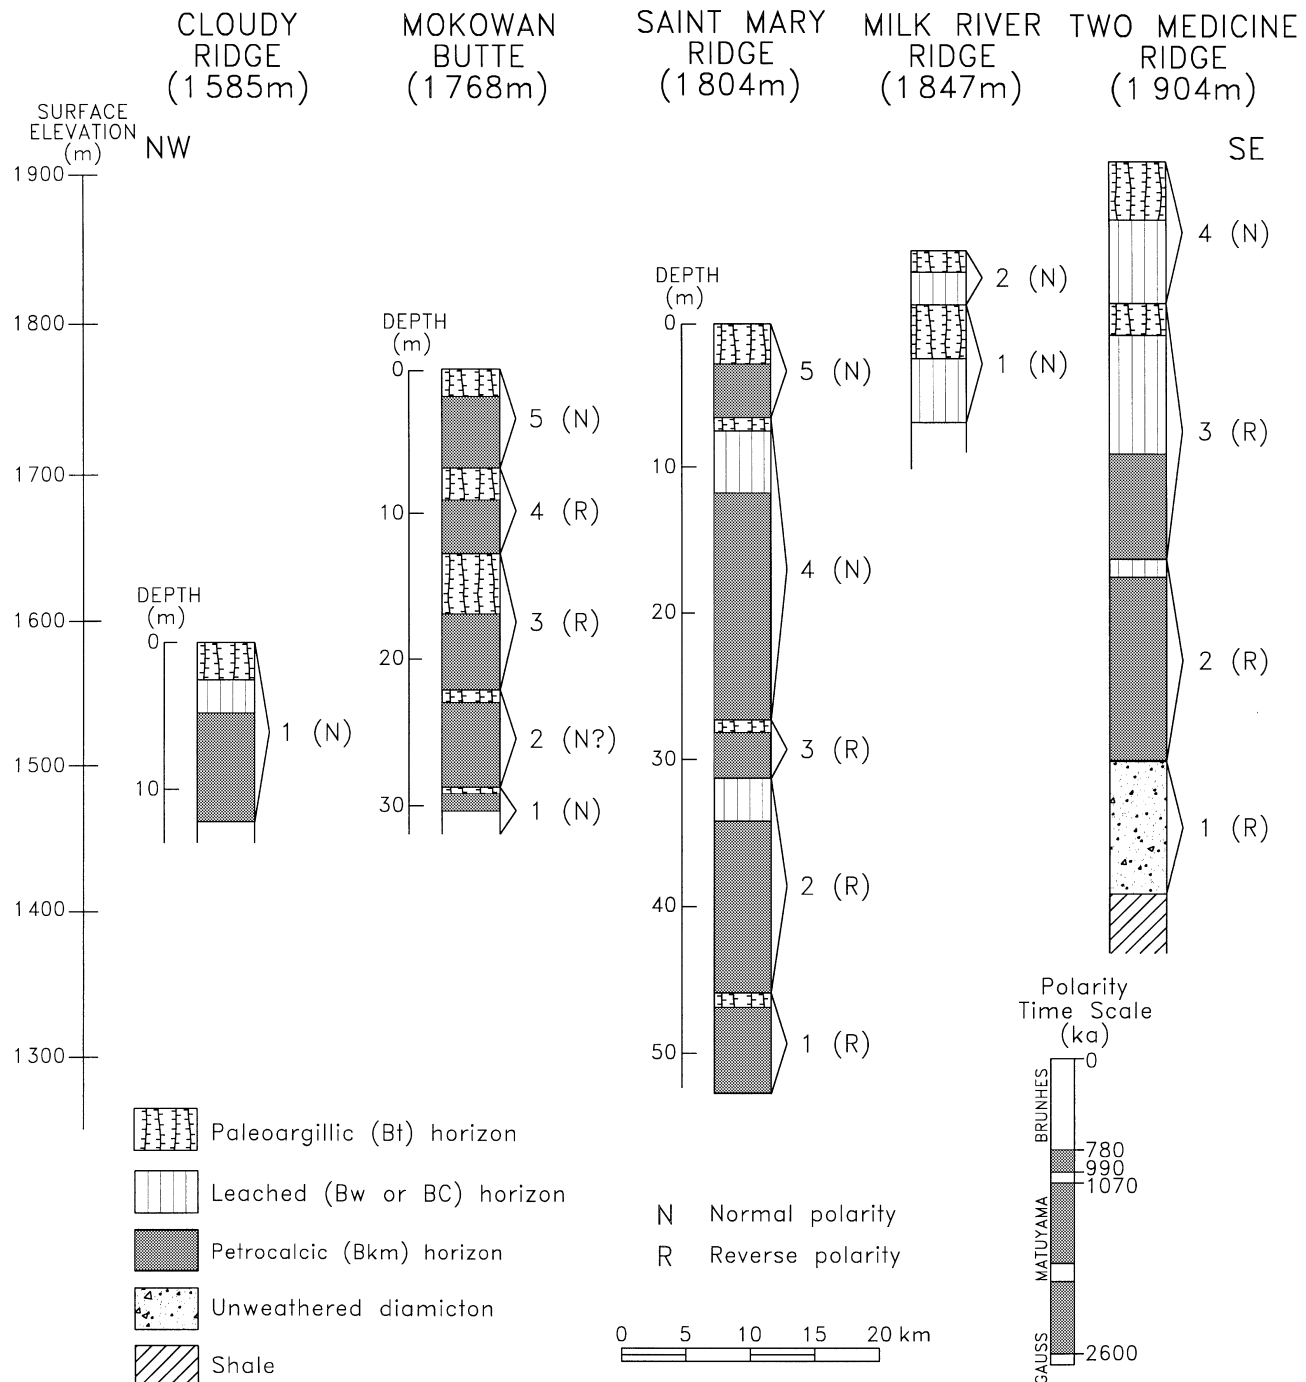 CLOUDY
RIDGE
(1585m)
MOKOWAN
BUTTE
(1768m)
SAINT MARY
RIDGE
(1804m)
MILK RIVER
RIDGE
(1847m)
TWO MEDICINE
RIDGE
(1904m)
SURFACE
ELEVATION
(m)
NW
SE
1900
1800
1700
1600
1500
1400
1300
DEPTH
(m)
0
10
1 (N)
DEPTH
(m)
0
10
20
30
5 (N)
4 (R)
3 (R)
2 (N?)
1 (N)
DEPTH
(m)
0
10
20
30
40
50
5 (N)
4 (N)
3 (R)
2 (R)
1 (R)
2 (N)
1 (N)
4 (N)
3 (R)
2 (R)
1 (R)
Polarity
Time Scale
(ka)
0
780
990
1070
2600
BRUNHES
MATUYAMA
GAUSS
Paleoargillic (Bt) horizon
Leached (Bw or BC) horizon
Petrocalcic (Bkm) horizon
Unweathered diamicton
Shale
N Normal polarity
R Reverse polarity
0 5 10 15 20 km